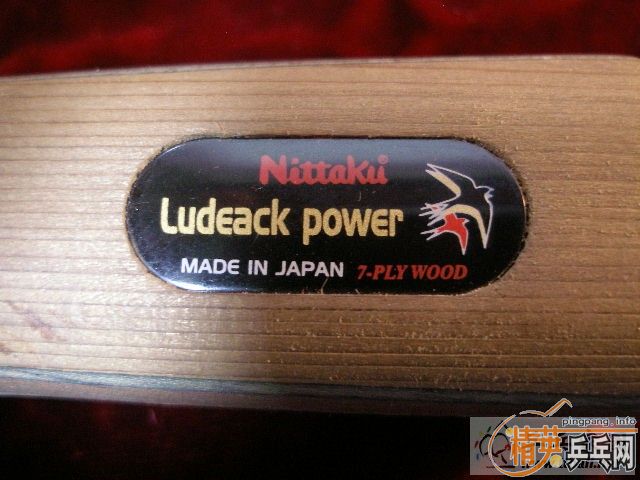 Nittaku®
Ludeack power
MADE IN JAPAN 7-PLY WOOD
pingpang.info
精英乒乓网